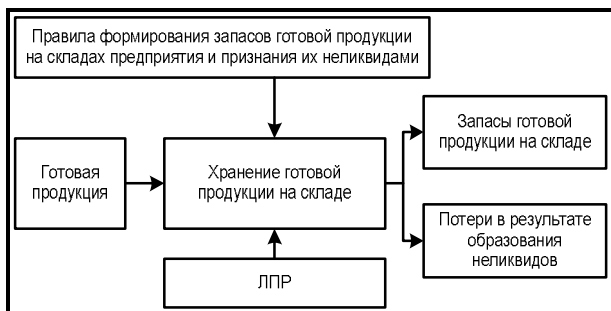 Правила формирования запасов готовой продукции
на складах предприятия и признания их неликвидами
Готовая
продукция
Хранение готовой
продукции на складе
Запасы готовой
продукции на складе
Потери в результате
образования
неликвидов
ЛПР